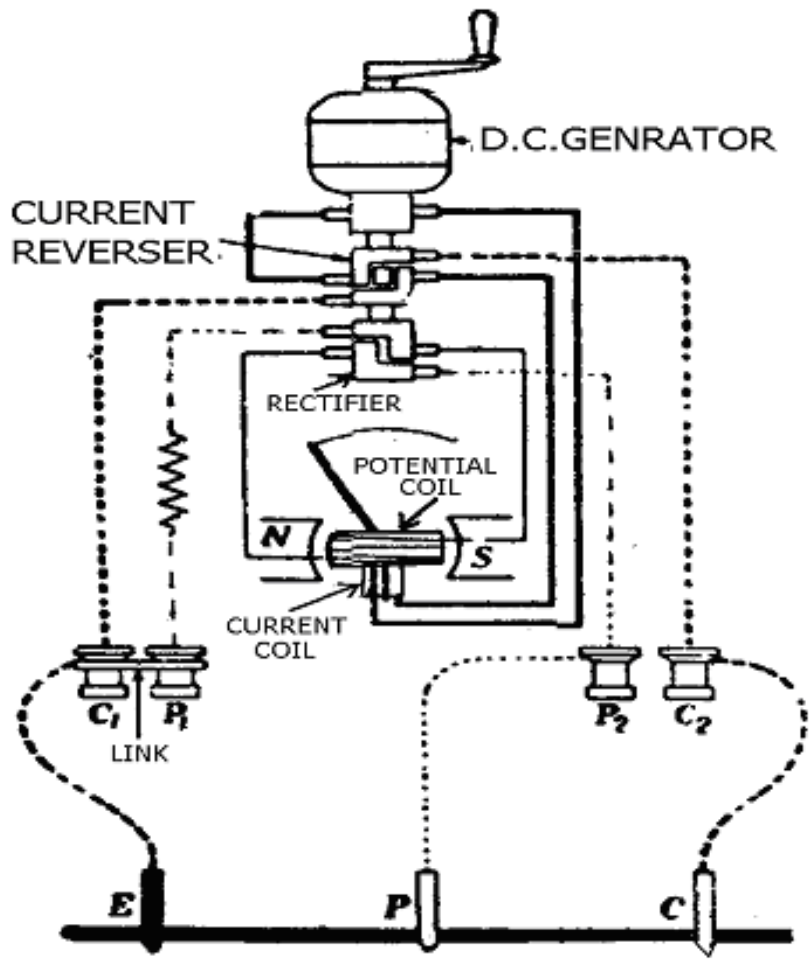 D.C.GENRATOR
CURRENT
REVERSER
RECTIFIER
POTENTIAL
COIL
N
S
CURRENT
COIL
C1
P1
P2
C2
LINK
E
P
C